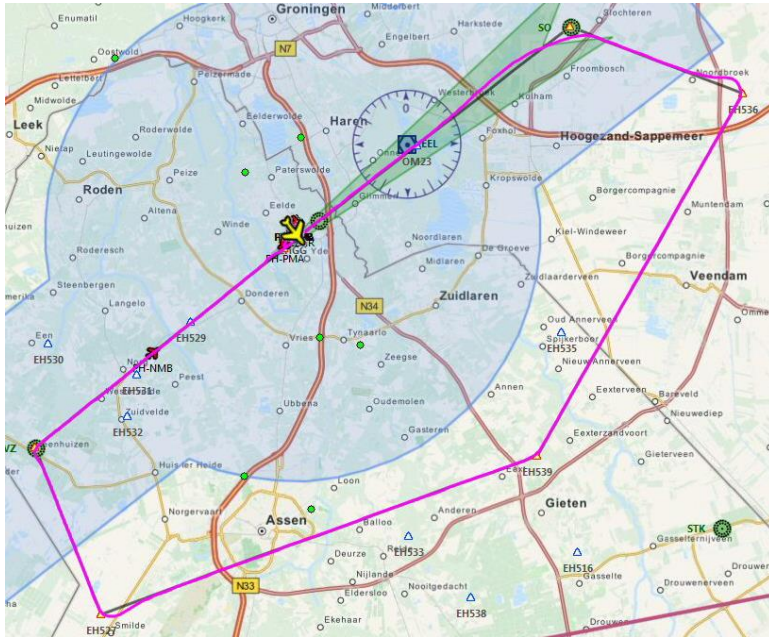 Groningen
Enumatil
Hoogkerk
Middelbert
Harkstede
Slochteren
SO
Oostwold
N7
Engelbert
Lettelbert
Peizermade
Froombosch
Noordbroek
Midwolde
Westerbroek
Kolham
EH536
Eelderwolde
Leek
Roderwolde
Haren
Foxhol
Hoogezand-Sappemeer
Nietap
Leutingewolde
Peize
Paterswolde
Onnen
EEL
OM23
Kropswolde
Roden
Eelde
Glimmen
Borgercompagnie
Altena
Winde
Muntendam
Kiel-Windeweer
Yde
Noordlaren
De Groeve
Roderesch
PH-PMA
Midlaren
Borgercompagnie
Steenbergen
Donderen
Zuidlaarderveen
Veendam
Langelo
N34
Zuidlaren
EH529
Oud Annerveen
Een
Vries
Tynaarlo
Spijkerboor
EH530
EH535
PH-NMB
Zeegse
Nieuw Annerveen
EH531
Peest
Annen
Eexterveen
Bareveld
Zuidvelde
Ubbena
Oudemolen
Nieuwediep
EH532
Gasteren
Eexterzandvoort
VZ
Veenhuizen
Huis ter Heide
Gieterveen
EH539
Loon
Norgervaart
Anderen
Gieten
Assen
Balloo
STK
EH533
Gasselternijveen
Deurze
EH516
Nijlande
Gasselte
Drouwenerveen
N33
Eldersloo
Nooitgedacht
EH538
EH527
Smilde
Ekehaar